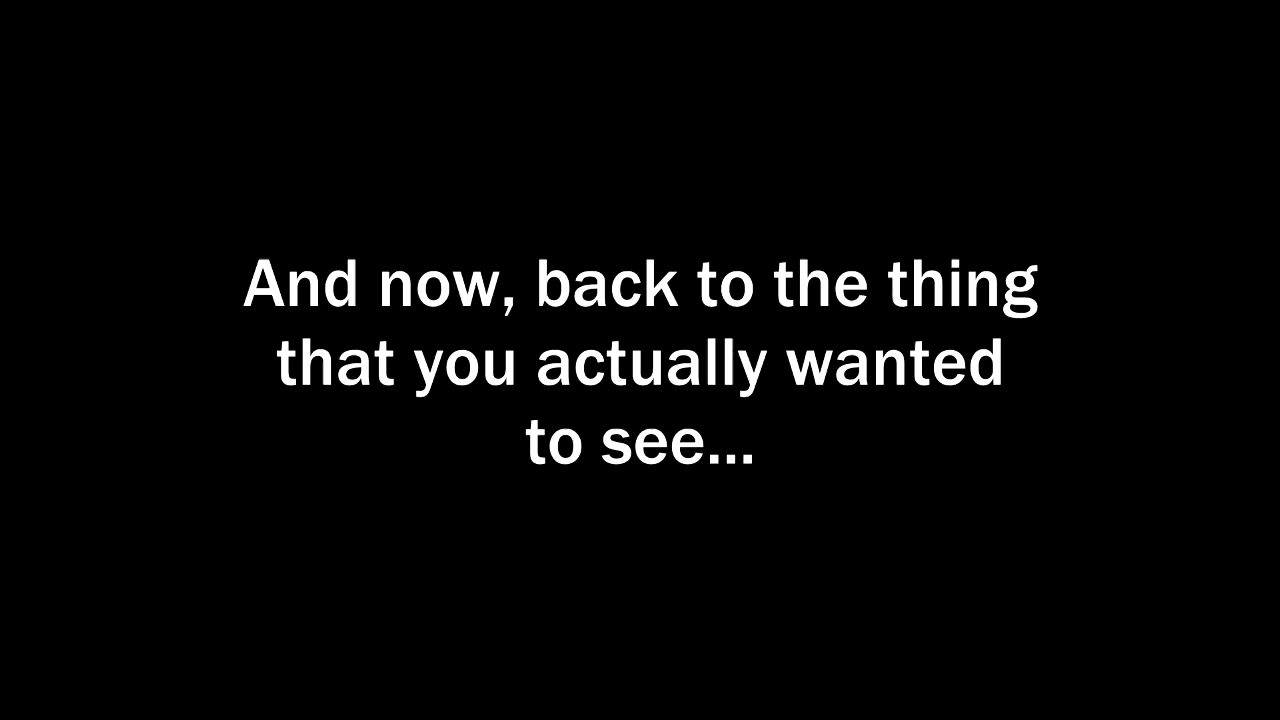 And now, back to the thing
that you actually wanted
to see...